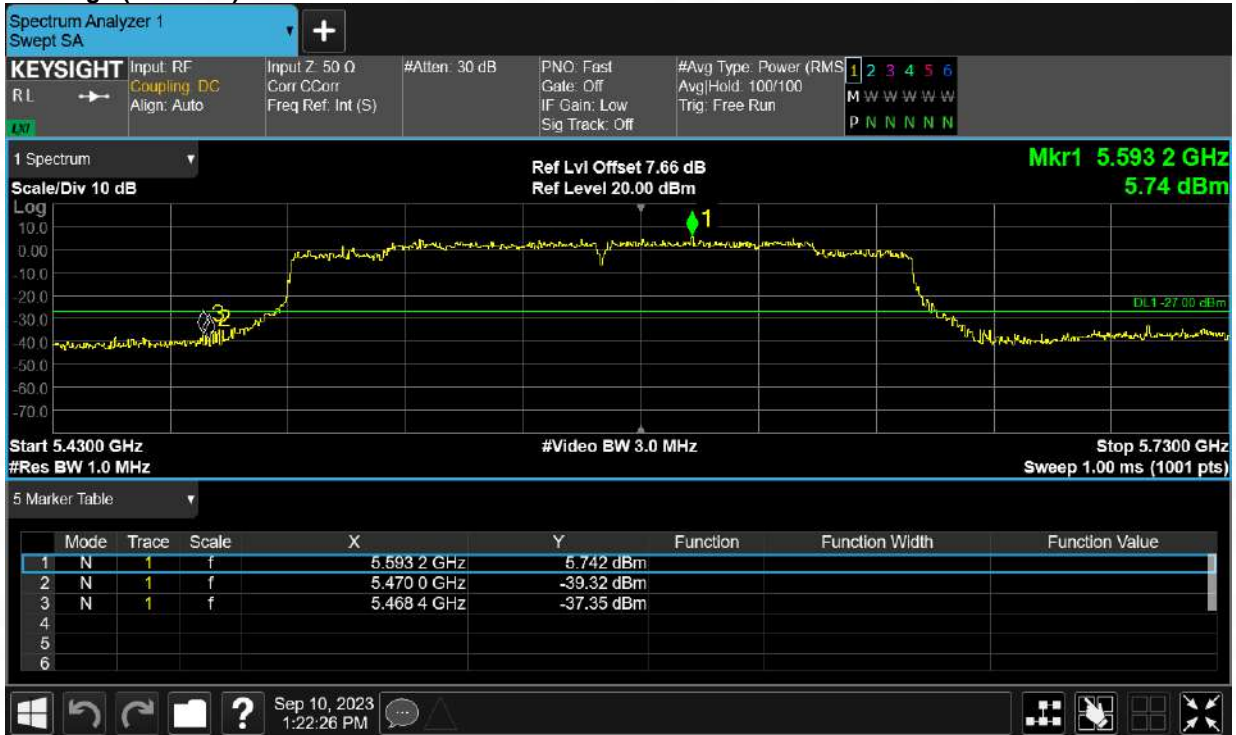 Spectrum Analyzer 1
Swept SA
+
KEYSIGHT
RL
LXI
Input: RF
Coupling: DC
Align: Auto
Input Z: 50 Ω
Corr CCorr
Freq Ref: Int (S)
#Atten: 30 dB
PNO: Fast
Gate: Off
IF Gain: Low
Sig Track: Off
#Avg Type: Power (RMS
Avg|Hold: 100/100
Trig: Free Run
1 2 3 4 5 6
M W W W W W
P N N N N N
1 Spectrum
Scale/Div 10 dB
Ref Lvl Offset 7.66 dB
Ref Level 20.00 dBm
Mkr1 5.593 2 GHz
5.74 dBm
Log
10.0
0.00
-10.0
-20.0
-30.0
-40.0
-50.0
-60.0
-70.0
1
3
2
DL1 -27.00 dBm
Start 5.4300 GHz
#Video BW 3.0 MHz
Stop 5.7300 GHz
#Res BW 1.0 MHz
Sweep 1.00 ms (1001 pts)
5 Marker Table
Mode Trace Scale X Y Function Function Width Function Value
1 N 1 f 5.593 2 GHz 5.742 dBm
2 N 1 f 5.470 0 GHz -39.32 dBm
3 N 1 f 5.468 4 GHz -37.35 dBm
4
5
6
?
Sep 10, 2023
1:22:26 PM